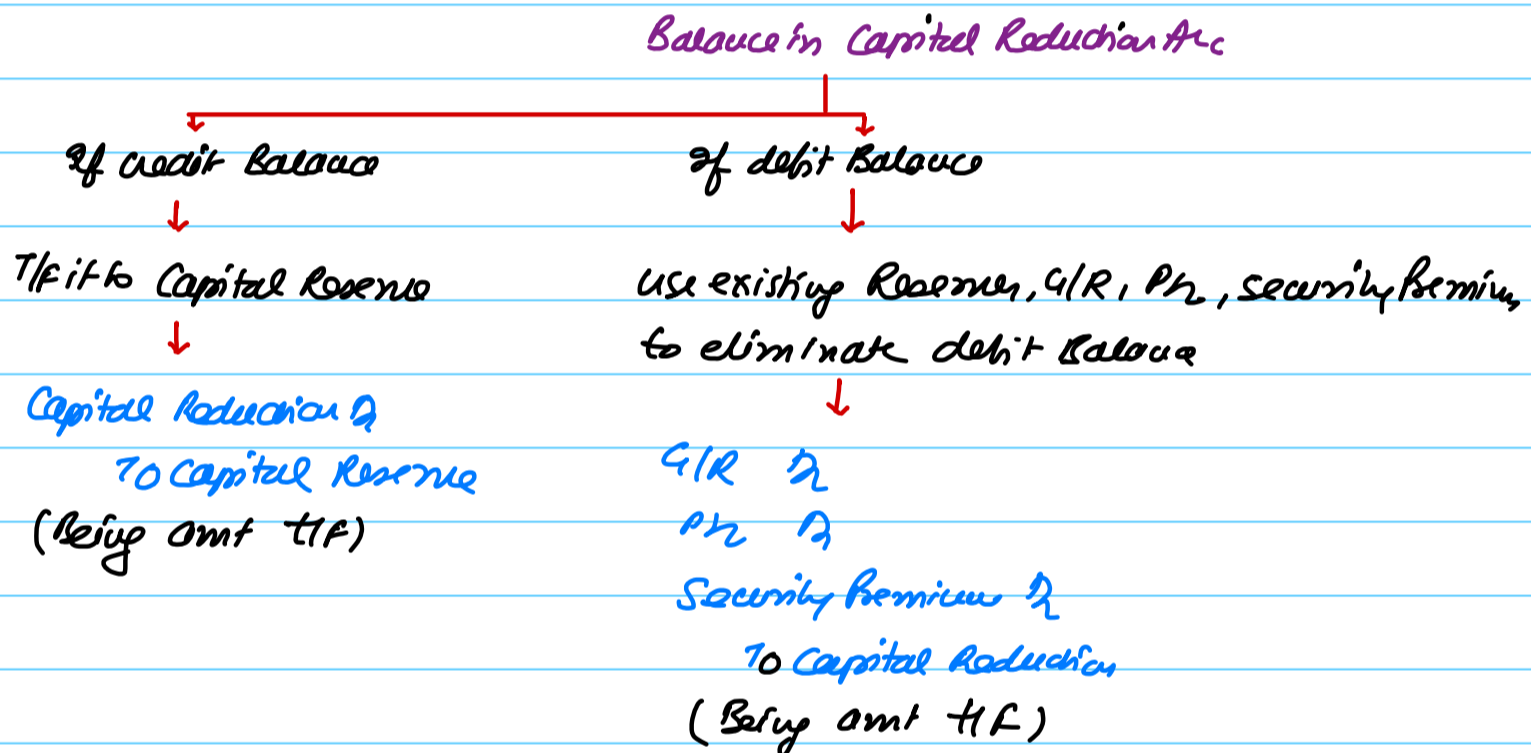 Balance in Capital Reduction A/c
If credit Balance
T/f it to Capital Reserve
Capital Reduction Dr
To Capital Reserve
(Being amt t/f)
If debit Balance
use existing Reserves, G/R, P/L, security Premium,
to eliminate debit Balance
G/R Dr
P/L Dr
Security Premium Dr
To Capital Reduction
(Being amt t/f)